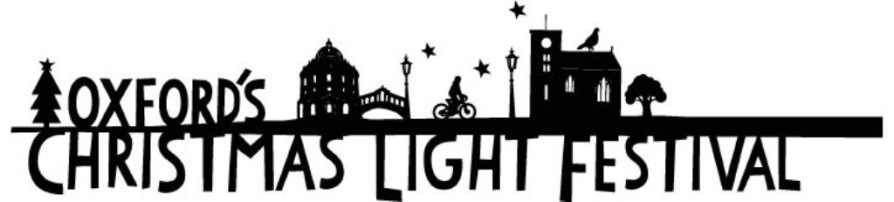 OXFORD'S
CHRISTMAS LIGHT FESTIVAL